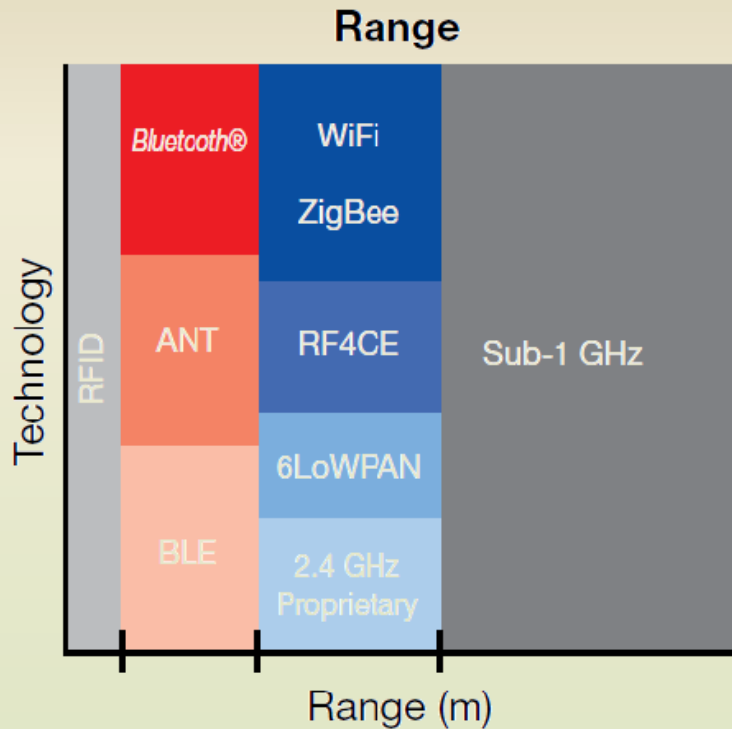 Range
Technology
RFID
Bluetooth®
ANT
BLE
WiFi
ZigBee
RF4CE
6LoWPAN
2.4 GHz
Proprietary
Sub-1 GHz
Range (m)